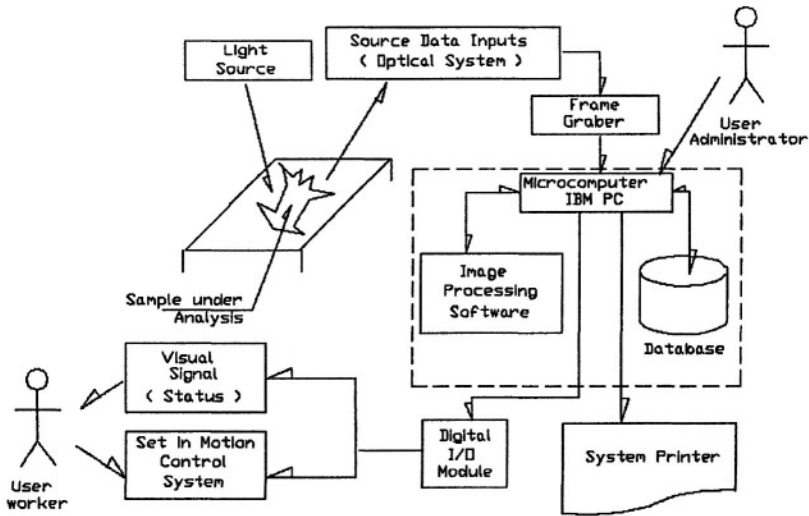 Light
Source
Source Data Inputs
( Optical System )
Frame
Graber
User
Administrator
Microcomputer
IBM PC
Image
Processing
Software
Database
Sample under
Analysis
Visual
Signal
( Status )
Set in Motion
Control
System
User
worker
Digital
I/O
Module
System Printer